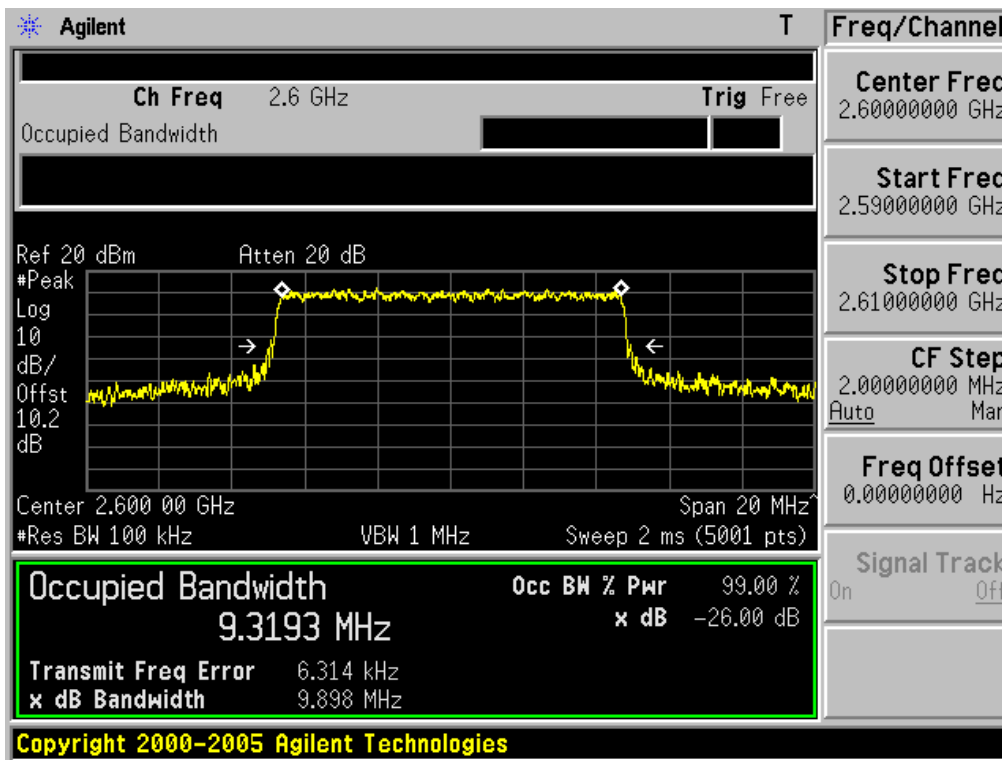 Agilent T
Freq/Channel
Ch Freq 2.6 GHz Trig Free
Occupied Bandwidth
Center Freq
2.60000000 GHz
Start Freq
2.59000000 GHz
Stop Freq
2.61000000 GHz
CF Step
2.00000000 MHz
Auto Man
Freq Offset
0.00000000 Hz
Signal Track
On Off
Ref 20 dBm Atten 20 dB
#Peak
Log
10
dB/
Offst
10.2
dB
Center 2.600 00 GHz Span 20 MHz^
#Res BW 100 kHz VBW 1 MHz Sweep 2 ms (5001 pts)
Occupied Bandwidth
9.3193 MHz
Occ BW % Pwr 99.00 %
x dB -26.00 dB
Transmit Freq Error 6.314 kHz
x dB Bandwidth 9.898 MHz
Copyright 2000-2005 Agilent Technologies